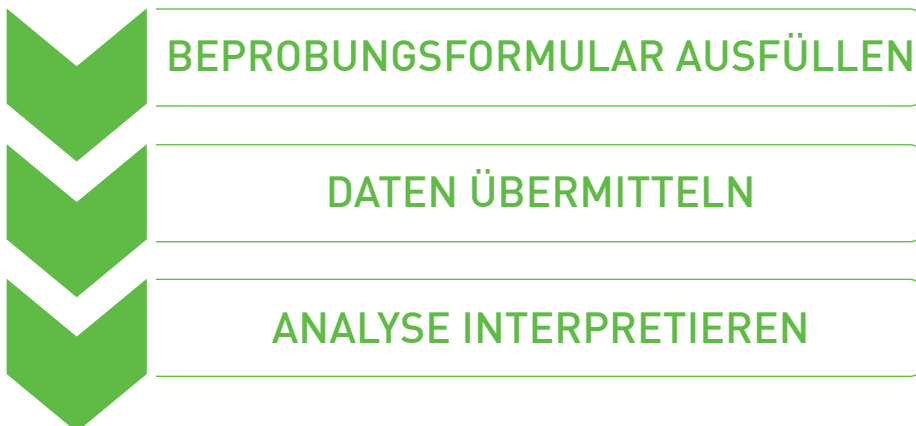 BEPROBUNGSFORMULAR AUSFÜLLEN
DATEN ÜBERMITTELN
ANALYSE INTERPRETIEREN